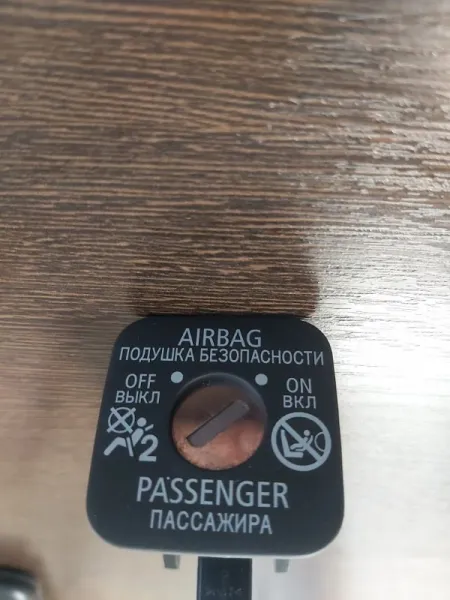 AIRBAG
ПОДУШКА БЕЗОПАСНОСТИ
OFF ON
ВЫКЛ ВКЛ
2
PASSENGER
ПАССАЖИРА